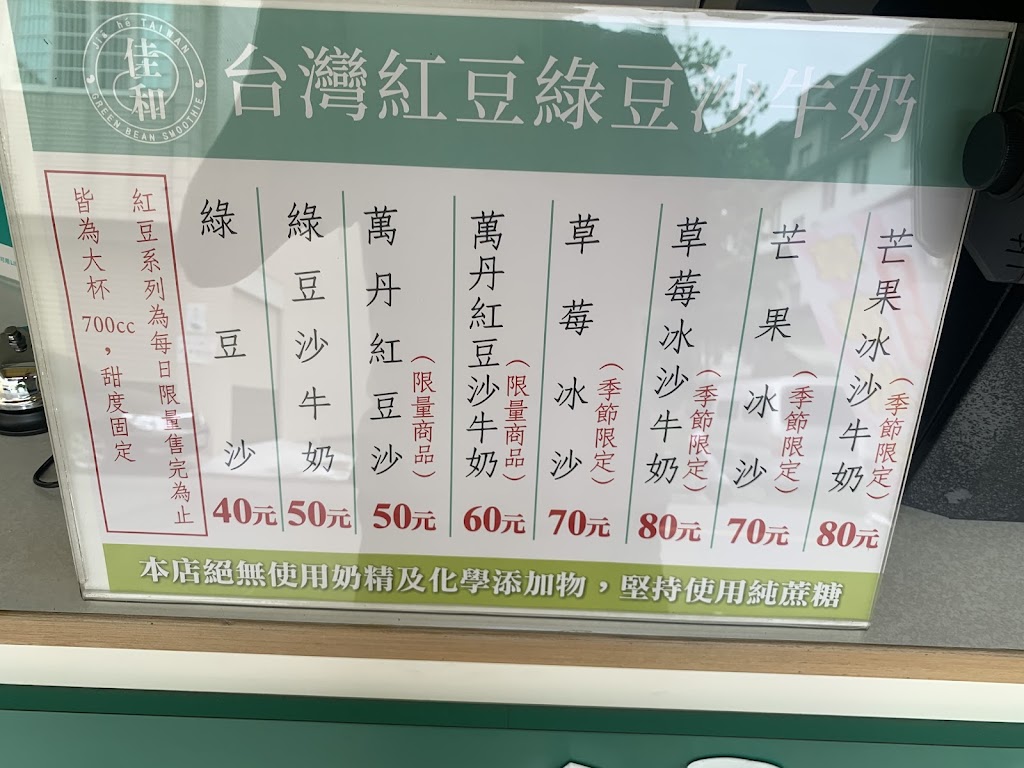 Jia hé TAIWAN
佳和
GREEN BEAN SMOOTHIE
台灣紅豆綠豆沙牛奶
紅豆系列為每日限量售完為止
皆為大杯700cc，甜度固定
綠豆沙
40元
綠豆沙牛奶
50元
萬丹紅豆沙
(限量商品)
50元
萬丹紅豆沙牛奶
(限量商品)
60元
草莓冰沙
(季節限定)
70元
草莓冰沙牛奶
(季節限定)
80元
芒果冰沙
(季節限定)
70元
芒果冰沙牛奶
(季節限定)
80元
本店絕無使用奶精及化學添加物，堅持使用純蔗糖